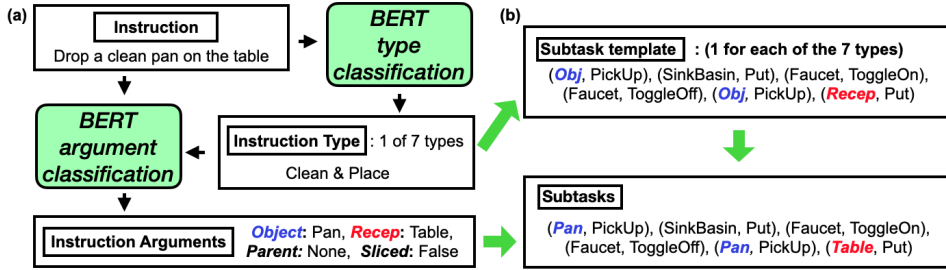 (a)
Instruction
Drop a clean pan on the table
BERT
type
classification
BERT
argument
classification
Instruction Type : 1 of 7 types
Clean & Place
Instruction Arguments
Object: Pan, Recep: Table,
Parent: None, Sliced: False
(b)
Subtask template : (1 for each of the 7 types)
(Obj, PickUp), (SinkBasin, Put), (Faucet, ToggleOn),
(Faucet, ToggleOff), (Obj, PickUp), (Recep, Put)
Subtasks
(Pan, PickUp), (SinkBasin, Put), (Faucet, ToggleOn),
(Faucet, ToggleOff), (Pan, PickUp), (Table, Put)